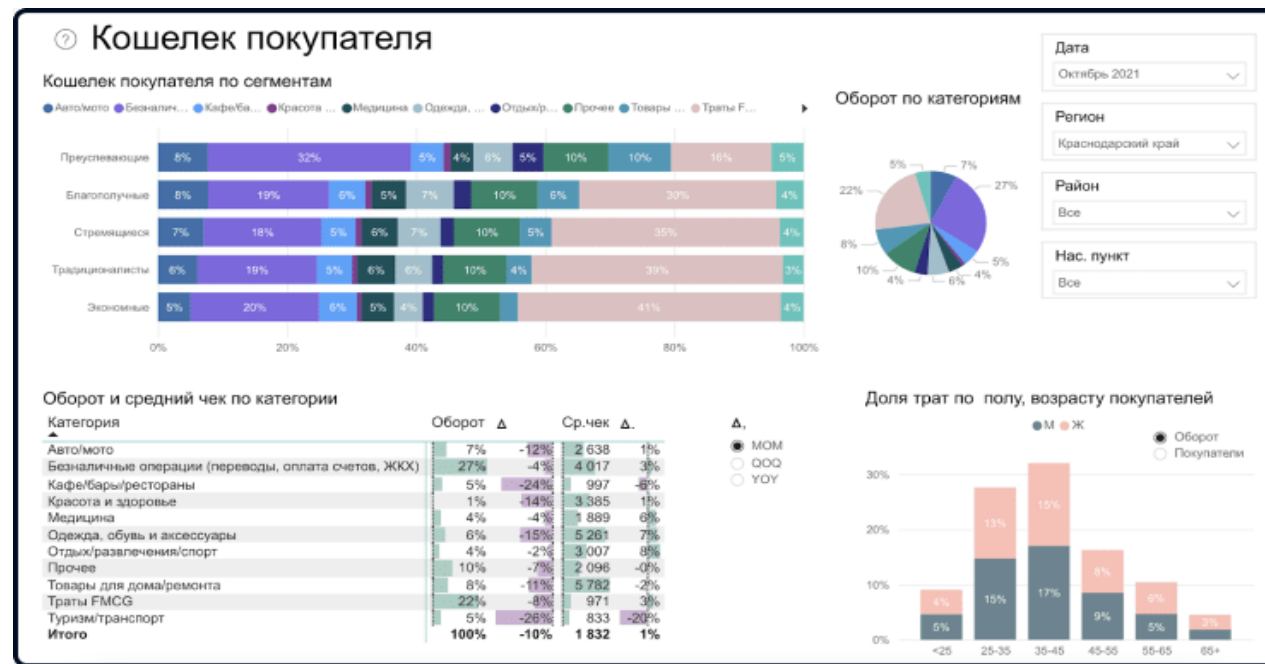 ? Кошелек покупателя
Кошелек покупателя по сегментам
Авто/мото Безналич... Кафе/ба... Красота ... Медицина Одежда, ... Отдых/р... Прочее Товары ... Траты F...
Преуспевающие 8% 32% 5% 4% 6% 5% 10% 10% 16% 5%
Благополучные 8% 19% 6% 5% 7% 10% 6% 30% 4%
Стремящиеся 7% 18% 5% 6% 7% 10% 5% 35% 4%
Традиционалисты 6% 19% 5% 6% 6% 10% 4% 39% 3%
Экономные 5% 20% 6% 5% 4% 10% 41% 4%
0% 20% 40% 60% 80% 100%
Оборот по категориям
5% 7%
22% 27%
8% 5%
10% 4%
4% 6%
Дата
Октябрь 2021
Регион
Краснодарский край
Район
Все
Нас. пункт
Все
Оборот и средний чек по категории
Категория Оборот Δ Ср.чек Δ.
Авто/мото 7% -12% 2 638 1%
Безналичные операции (переводы, оплата счетов, ЖКХ) 27% -4% 4 017 3%
Кафе/бары/рестораны 5% -24% 997 -6%
Красота и здоровье 1% -14% 3 385 1%
Медицина 4% -4% 1 889 6%
Одежда, обувь и аксессуары 6% -15% 5 261 7%
Отдых/развлечения/спорт 4% -2% 3 007 8%
Прочее 10% -7% 2 096 -0%
Товары для дома/ремонта 8% -11% 5 782 -2%
Траты FMCG 22% -8% 971 3%
Туризм/транспорт 5% -26% 833 -20%
Итого 100% -10% 1 832 1%
Δ,
MOM
QOQ
YOY
Доля трат по полу, возрасту покупателей
М Ж
Оборот
Покупатели
30%
20%
10%
0%
4% 13% 15% 8% 6% 3%
5% 15% 17% 9% 5%
<25 25-35 35-45 45-55 55-65 65+